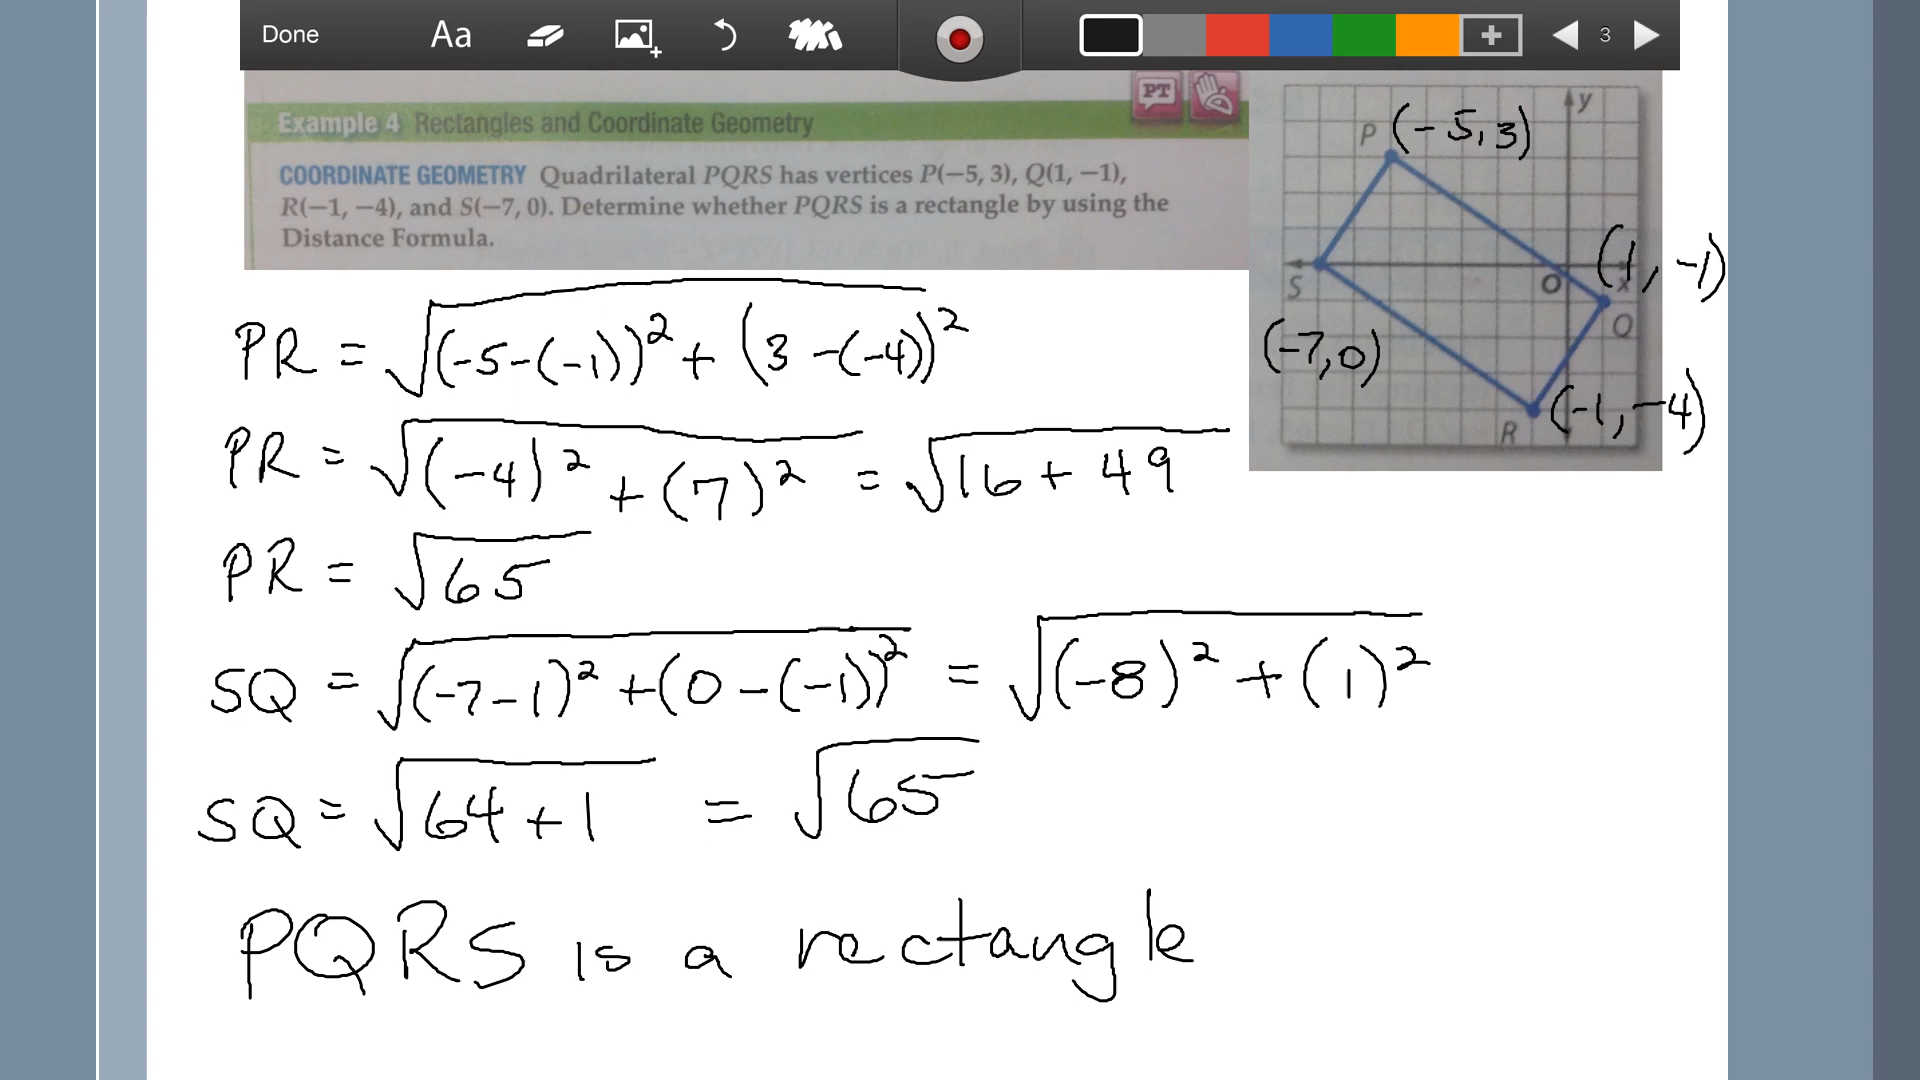 Done Aa 3
PT
Example 4 Rectangles and Coordinate Geometry
COORDINATE GEOMETRY Quadrilateral PQRS has vertices P(−5, 3), Q(1, −1),
R(−1, −4), and S(−7, 0). Determine whether PQRS is a rectangle by using the
Distance Formula.
y
P (-5,3)
(1, -1)
S O x
Q
(-7,0)
R (-1, -4)
PR = √((-5-(-1))² + (3-(-4))²
PR = √(-4)² + (7)² = √16 + 49
PR = √65
SQ = √(-7-1)² + (0-(-1))² = √(-8)² + (1)²
SQ = √64+1 = √65
PQRS is a rectangle